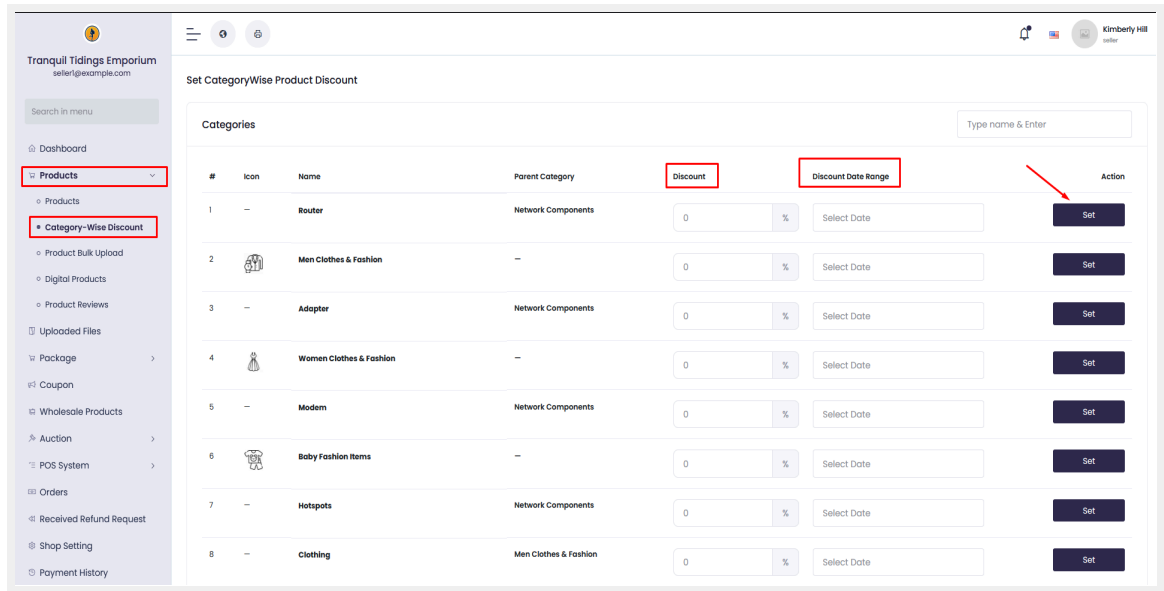 Tranquil Tidings Emporium
seller1@example.com
Search in menu
Dashboard
Products
Products
Category-Wise Discount
Product Bulk Upload
Digital Products
Product Reviews
Uploaded Files
Package
Coupon
Wholesale Products
Auction
POS System
Orders
Received Refund Request
Shop Setting
Payment History
Kimberly Hill
seller
Set CategoryWise Product Discount
Categories
Type name & Enter
# Icon Name Parent Category Discount Discount Date Range Action
1 — Router Network Components 0 % Select Date Set
2 Men Clothes & Fashion — 0 % Select Date Set
3 — Adapter Network Components 0 % Select Date Set
4 Women Clothes & Fashion — 0 % Select Date Set
5 — Modem Network Components 0 % Select Date Set
6 Baby Fashion Items — 0 % Select Date Set
7 — Hotspots Network Components 0 % Select Date Set
8 — Clothing Men Clothes & Fashion 0 % Select Date Set